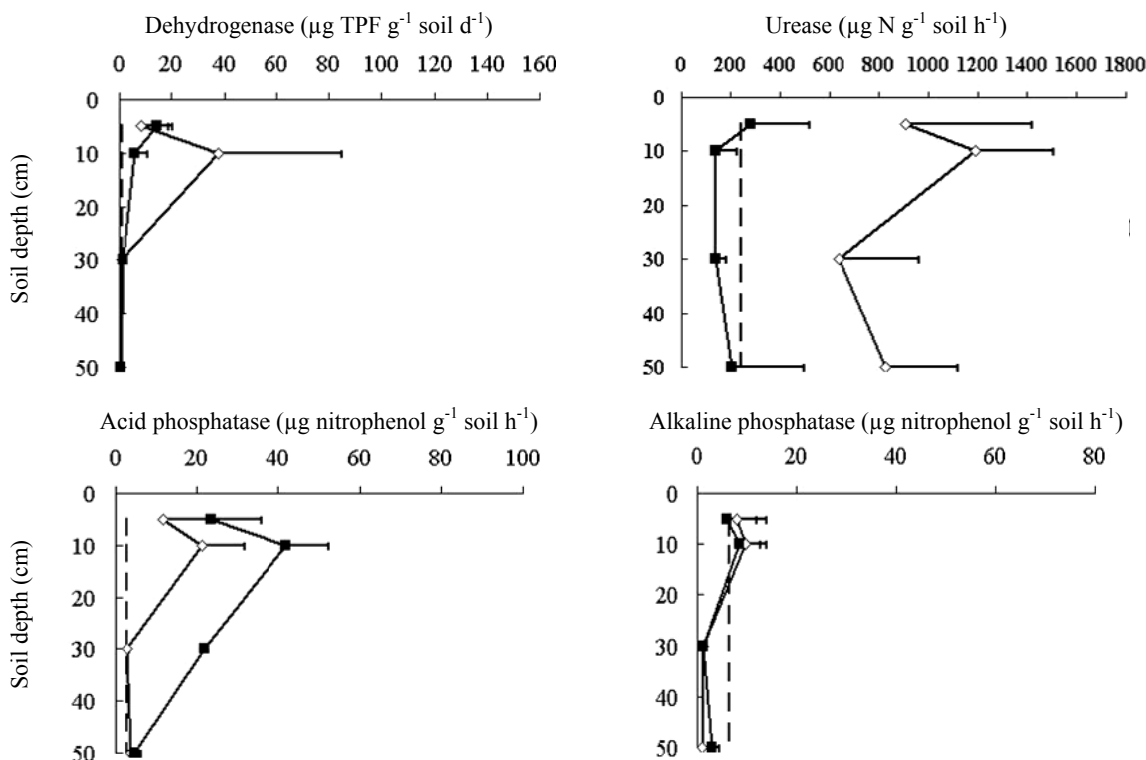 Dehydrogenase (µg TPF g⁻¹ soil d⁻¹)
0 20 40 60 80 100 120 140 160
Soil depth (cm)
0
10
20
30
40
50
Urease (µg N g⁻¹ soil h⁻¹)
0 200 400 600 800 1000 1200 1400 1600 1800
0
10
20
30
40
50
Acid phosphatase (µg nitrophenol g⁻¹ soil h⁻¹)
0 20 40 60 80 100
Soil depth (cm)
0
10
20
30
40
50
Alkaline phosphatase (µg nitrophenol g⁻¹ soil h⁻¹)
0 20 40 60 80
0
10
20
30
40
50